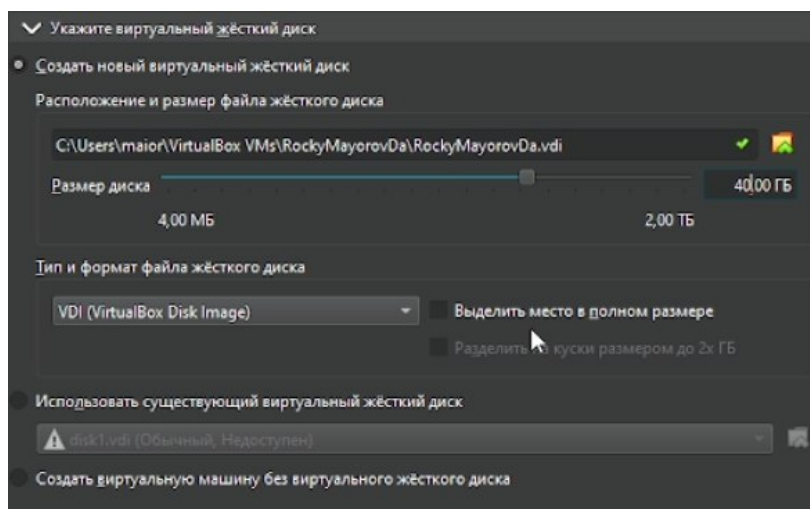 Укажите виртуальный жёсткий диск
Создать новый виртуальный жёсткий диск
Расположение и размер файла жёсткого диска
C:\Users\maior\VirtualBox VMs\RockyMayorovDa\RockyMayorovDa.vdi
Размер диска 40,00 ГБ
4,00 МБ 2,00 ТБ
Тип и формат файла жёсткого диска
VDI (VirtualBox Disk Image) Выделить место в полном размере
Разделить на куски размером до 2х ГБ
Использовать существующий виртуальный жёсткий диск
disk1.vdi (Обычный, Недоступен)
Создать виртуальную машину без виртуального жёсткого диска